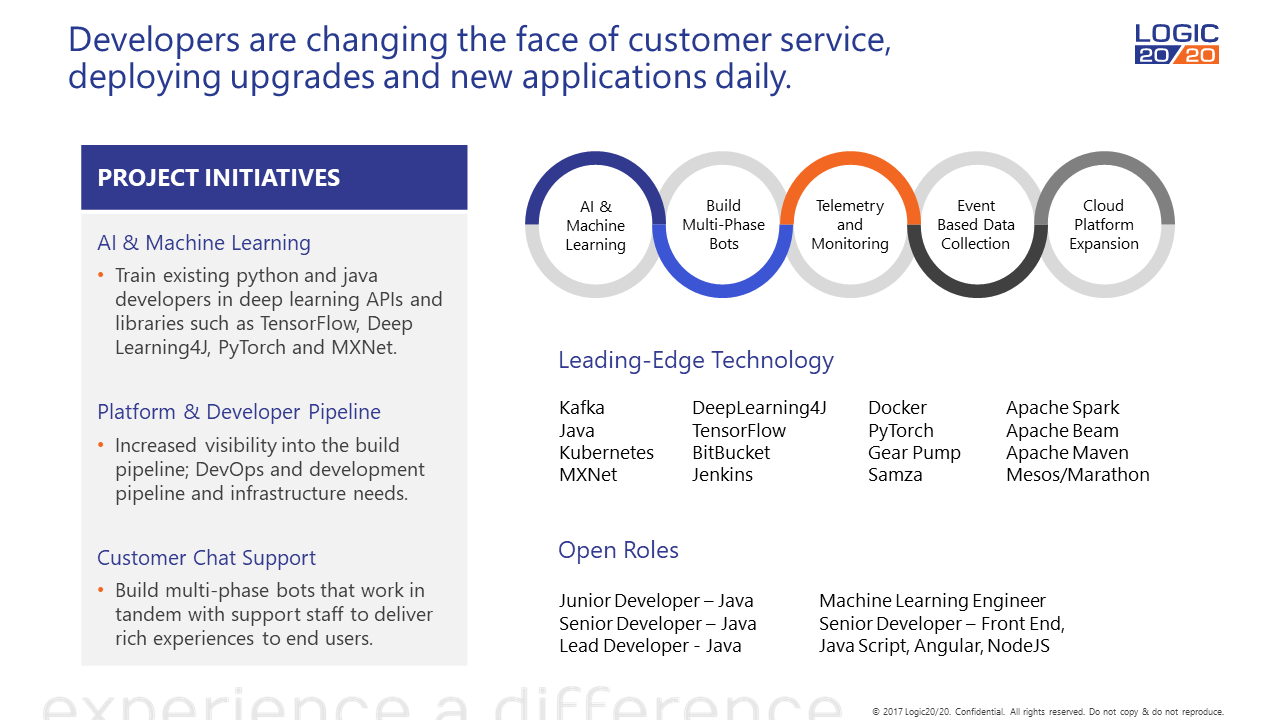 Developers are changing the face of customer service,
deploying upgrades and new applications daily.
LOGIC
20/20
PROJECT INITIATIVES
AI & Machine Learning
• Train existing python and java
developers in deep learning APIs and
libraries such as TensorFlow, Deep
Learning4J, PyTorch and MXNet.
Platform & Developer Pipeline
• Increased visibility into the build
pipeline; DevOps and development
pipeline and infrastructure needs.
Customer Chat Support
• Build multi-phase bots that work in
tandem with support staff to deliver
rich experiences to end users.
AI &
Machine
Learning
Build
Multi-Phase
Bots
Telemetry
and
Monitoring
Event
Based Data
Collection
Cloud
Platform
Expansion
Leading-Edge Technology
Kafka
Java
Kubernetes
MXNet
DeepLearning4J
TensorFlow
BitBucket
Jenkins
Docker
PyTorch
Gear Pump
Samza
Apache Spark
Apache Beam
Apache Maven
Mesos/Marathon
Open Roles
Junior Developer – Java
Senior Developer – Java
Lead Developer - Java
Machine Learning Engineer
Senior Developer – Front End,
Java Script, Angular, NodeJS
experience a difference
© 2017 Logic20/20. Confidential. All rights reserved. Do not copy & do not reproduce.